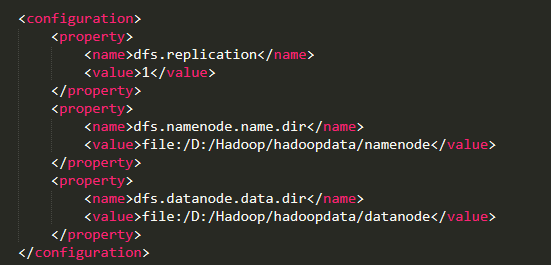 <configuration>
    <property>
        <name>dfs.replication</name>
        <value>1</value>
    </property>
    <property>
        <name>dfs.namenode.name.dir</name>
        <value>file:/D:/Hadoop/hadoopdata/namenode</value>
    </property>
    <property>
        <name>dfs.datanode.data.dir</name>
        <value>file:/D:/Hadoop/hadoopdata/datanode</value>
    </property>
</configuration>